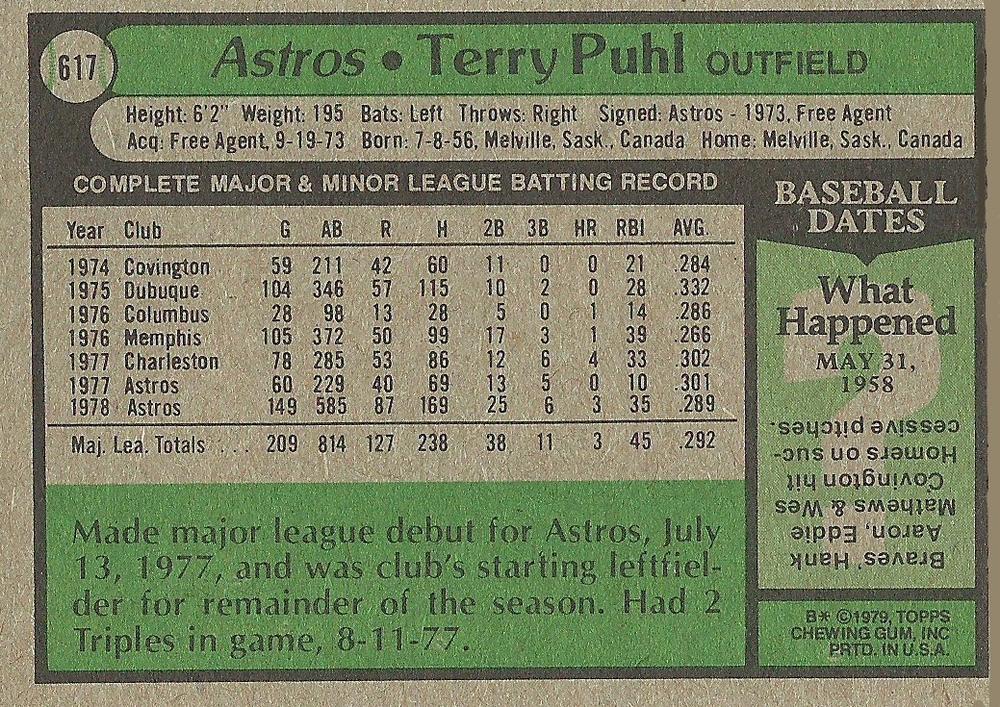 617
Astros • Terry Puhl OUTFIELD
Height: 6'2" Weight: 195 Bats: Left Throws: Right Signed: Astros - 1973, Free Agent
Acq: Free Agent, 9-19-73 Born: 7-8-56, Melville, Sask., Canada Home: Melville, Sask., Canada
COMPLETE MAJOR & MINOR LEAGUE BATTING RECORD
Year Club G AB R H 2B 3B HR RBI AVG.
1974 Covington 59 211 42 60 11 0 0 21 .284
1975 Dubuque 104 346 57 115 10 2 0 28 .332
1976 Columbus 28 98 13 28 5 0 1 14 .286
1976 Memphis 105 372 50 99 17 3 1 39 .266
1977 Charleston 78 285 53 86 12 6 4 33 .302
1977 Astros 60 229 40 69 13 5 0 10 .301
1978 Astros 149 585 87 169 25 6 3 35 .289
Maj. Lea. Totals . . . 209 814 127 238 38 11 3 45 .292
Made major league debut for Astros, July
13, 1977, and was club's starting leftfiel-
der for remainder of the season. Had 2
Triples in game, 8-11-77.
BASEBALL
DATES
What
Happened
MAY 31,
1958
Braves' Hank
Aaron, Eddie
Mathews & Wes
Covington hit
Homers on suc-
cessive pitches.
B* ©1979, TOPPS
CHEWING GUM, INC
PRTD. IN U.S.A.